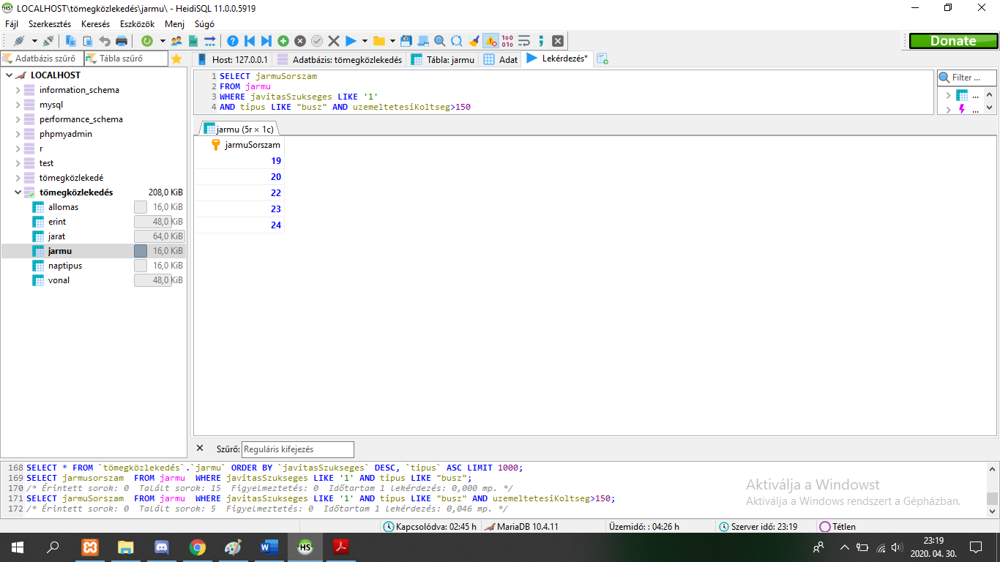 LOCALHOST\tömegközlekedés\jarmu\ - HeidiSQL 11.0.0.5919
Fájl Szerkesztés Keresés Eszközök Menj Súgó
Donate
Adatbázis szűrő Tábla szűrő
Host: 127.0.0.1 Adatbázis: tömegközlekedés Tábla: jarmu Adat Lekérdezés*
LOCALHOST
information_schema
mysql
performance_schema
phpmyadmin
r
test
tömegközlekedé
tömegközlekedés 208,0 KiB
allomas 16,0 KiB
erint 48,0 KiB
jarat 64,0 KiB
jarmu 16,0 KiB
naptipus 16,0 KiB
vonal 48,0 KiB
1 SELECT jarmuSorszam
2 FROM jarmu
3 WHERE javitasSzukseges LIKE '1'
4 AND tipus LIKE "busz" AND uzemeltetesiKoltseg>150
Filter ...
...
...
jarmu (5r × 1c)
jarmuSorszam
19
20
22
23
24
Szűrő: Reguláris kifejezés
168 SELECT * FROM `tömegközlekedés`.`jarmu` ORDER BY `javitasSzukseges` DESC, `tipus` ASC LIMIT 1000;
169 SELECT jarmusorszam  FROM jarmu  WHERE javitasSzukseges LIKE '1' AND tipus LIKE "busz";
170 /* Érintett sorok: 0  Talált sorok: 15  Figyelmeztetés: 0  Időtartam 1 lekérdezés: 0,000 mp. */
171 SELECT jarmuSorszam  FROM jarmu  WHERE javitasSzukseges LIKE '1' AND tipus LIKE "busz" AND uzemeltetesiKoltseg>150;
172 /* Érintett sorok: 0  Talált sorok: 5  Figyelmeztetés: 0  Időtartam 1 lekérdezés: 0,046 mp. */
Aktiválja a Windowst
Aktiválja a Windows rendszert a Gépházban.
Kapcsolódva: 02:45 h MariaDB 10.4.11 Üzemidő: : 04:26 h Szerver idő: 23:19 Tétlen
23:19
2020. 04. 30.